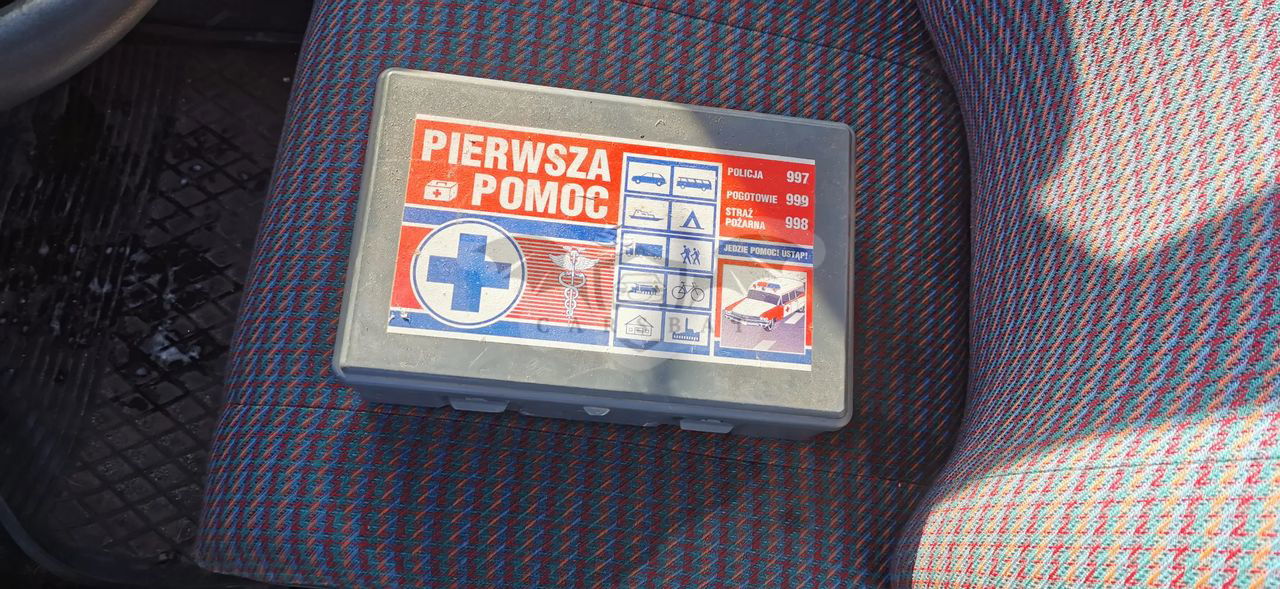 PIERWSZA
POMOC
POLICJA 997
POGOTOWIE 999
STRAŻ
POŻARNA 998
JEDZIE POMOC! USTĄP!